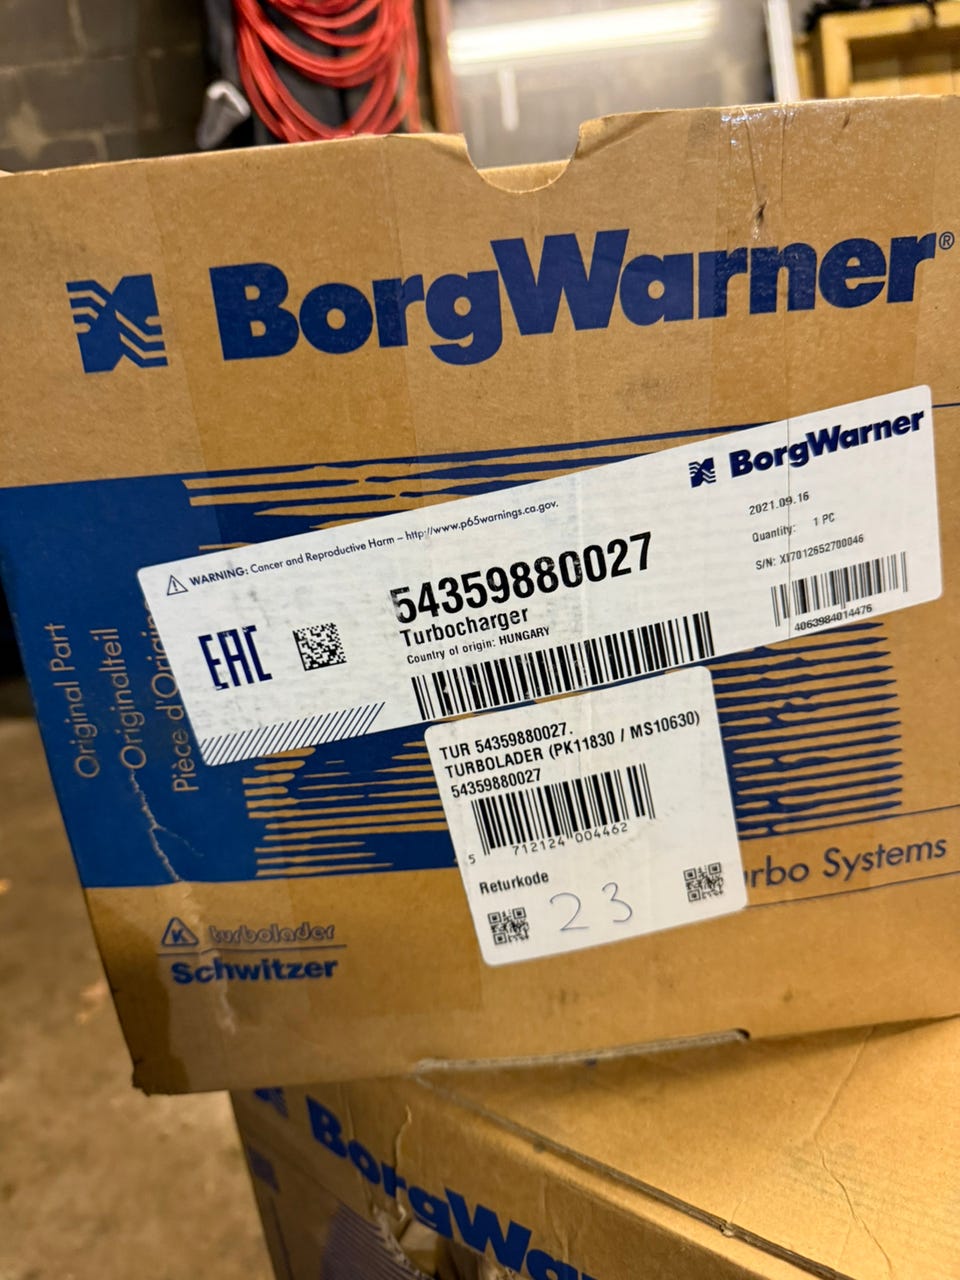 BorgWarner®
BorgWarner
2021.09.16
Quantity: 1 PC
S/N: XI7012652700046
4063984014476
WARNING: Cancer and Reproductive Harm – http://www.p65warnings.ca.gov.
54359880027
Turbocharger
Country of origin: HUNGARY
EAC
Original Part
Originalteil
Pièce d'Origine
TUR 54359880027.
TURBOLADER (PK11830 / MS10630)
54359880027
5 712124 004462
Returkode
23
urbo Systems
K turbolader
Schwitzer
BorgWa